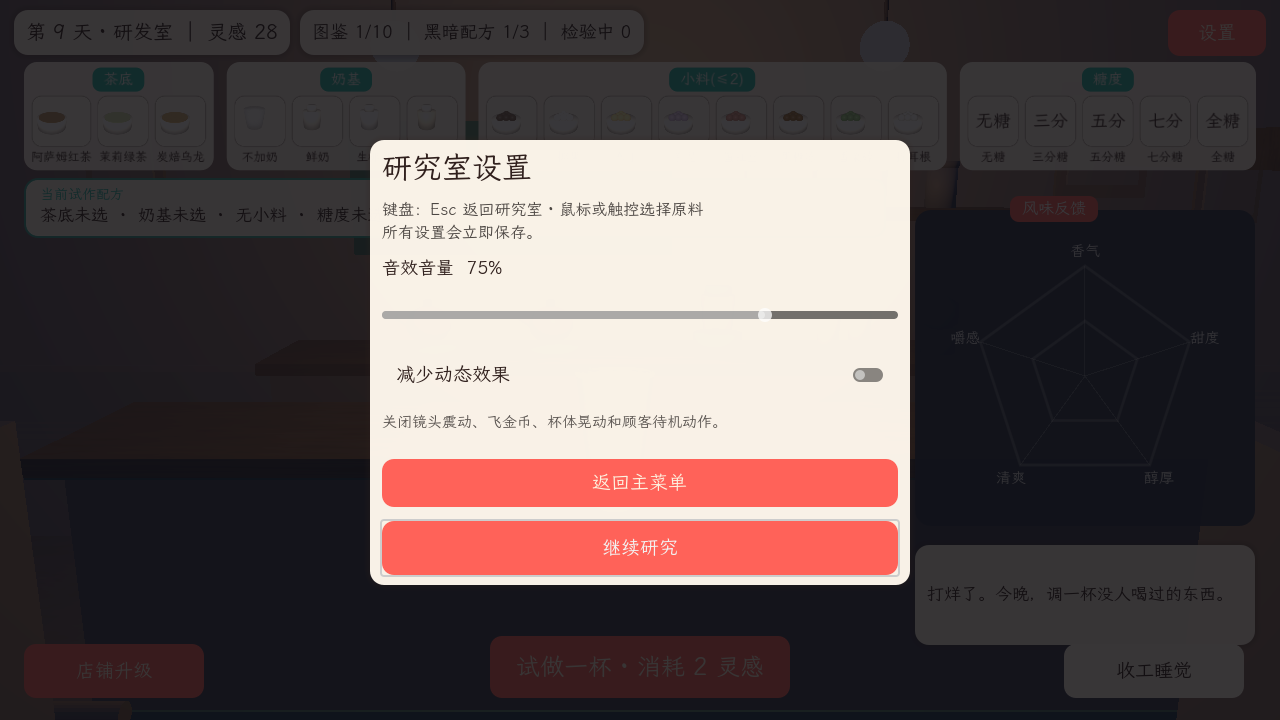 第 9 天·研发室 | 灵感 28
图鉴 1/10 | 黑暗配方 1/3 | 检验中 0
设置
茶底
奶基
小料(≤2)
糖度
无糖
三分
五分
七分
全糖
阿萨姆红茶
茉莉绿茶
炭焙乌龙
不加奶
鲜奶
无糖
三分糖
五分糖
七分糖
全糖
当前试作配方
茶底未选 · 奶基未选 · 无小料 · 糖度未
研究室设置
键盘：Esc 返回研究室·鼠标或触控选择原料
所有设置会立即保存。
音效音量 75%
减少动态效果
关闭镜头震动、飞金币、杯体晃动和顾客待机动作。
返回主菜单
继续研究
风味反馈
香气
嚼感
甜度
清爽
醇厚
打烊了。今晚，调一杯没人喝过的东西。
店铺升级
试做一杯·消耗 2 灵感
收工睡觉